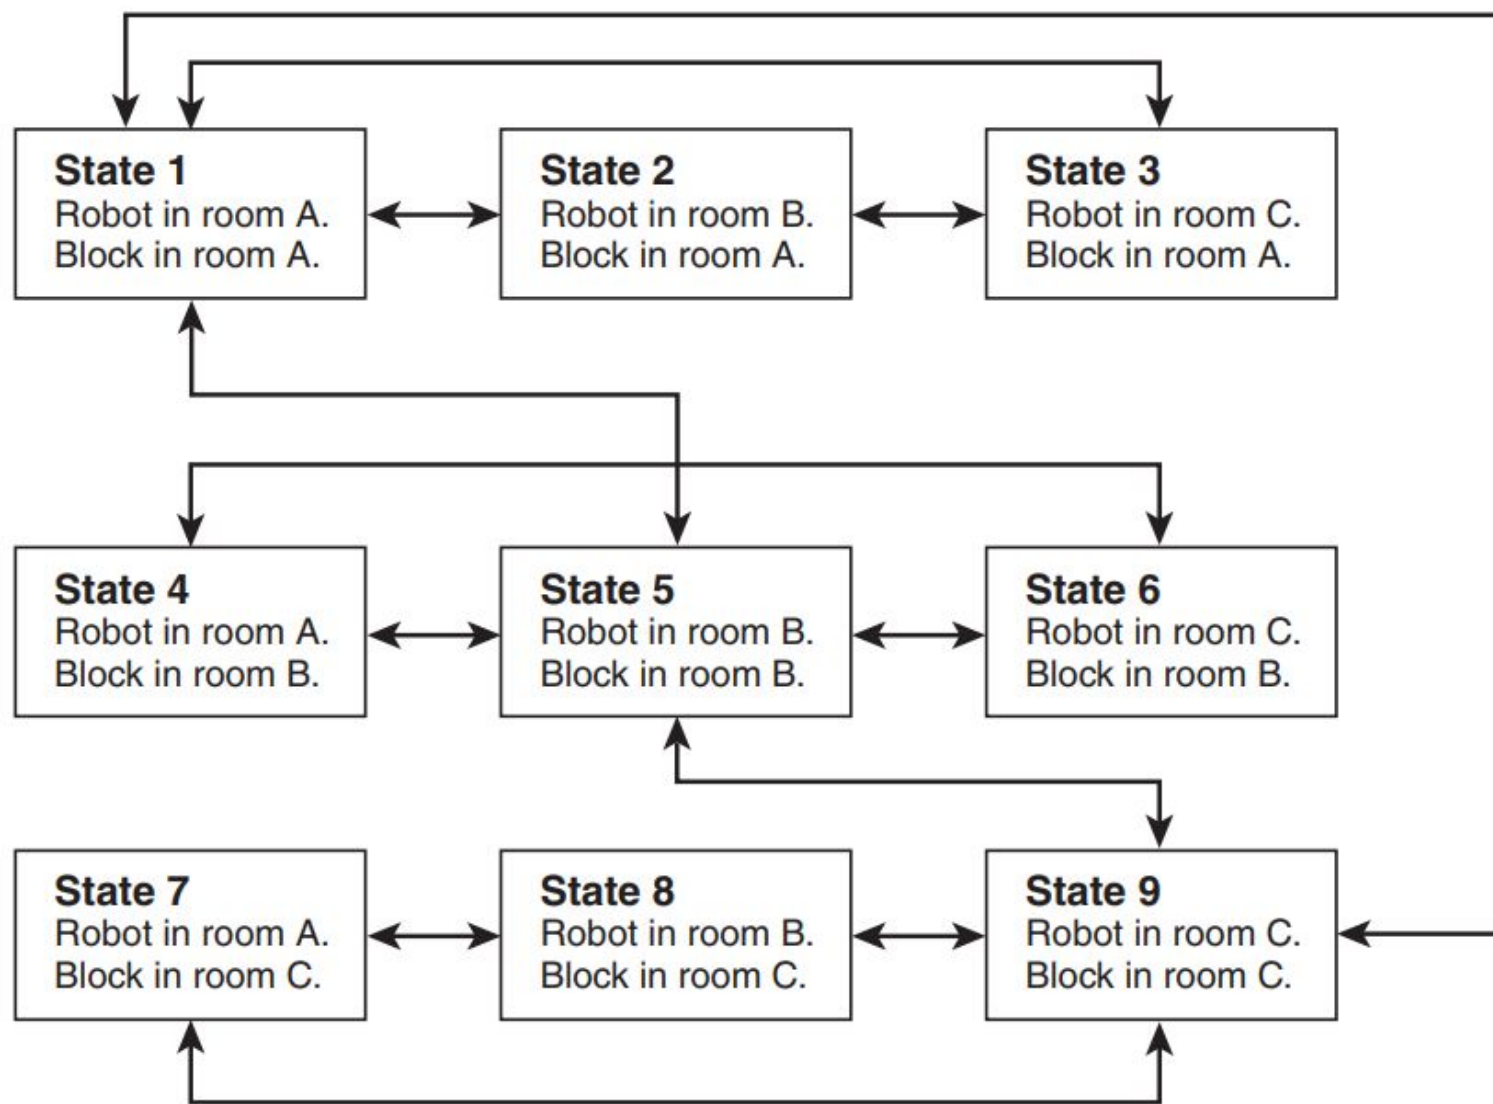 State 1
Robot in room A.
Block in room A.
State 2
Robot in room B.
Block in room A.
State 3
Robot in room C.
Block in room A.
State 4
Robot in room A.
Block in room B.
State 5
Robot in room B.
Block in room B.
State 6
Robot in room C.
Block in room B.
State 7
Robot in room A.
Block in room C.
State 8
Robot in room B.
Block in room C.
State 9
Robot in room C.
Block in room C.